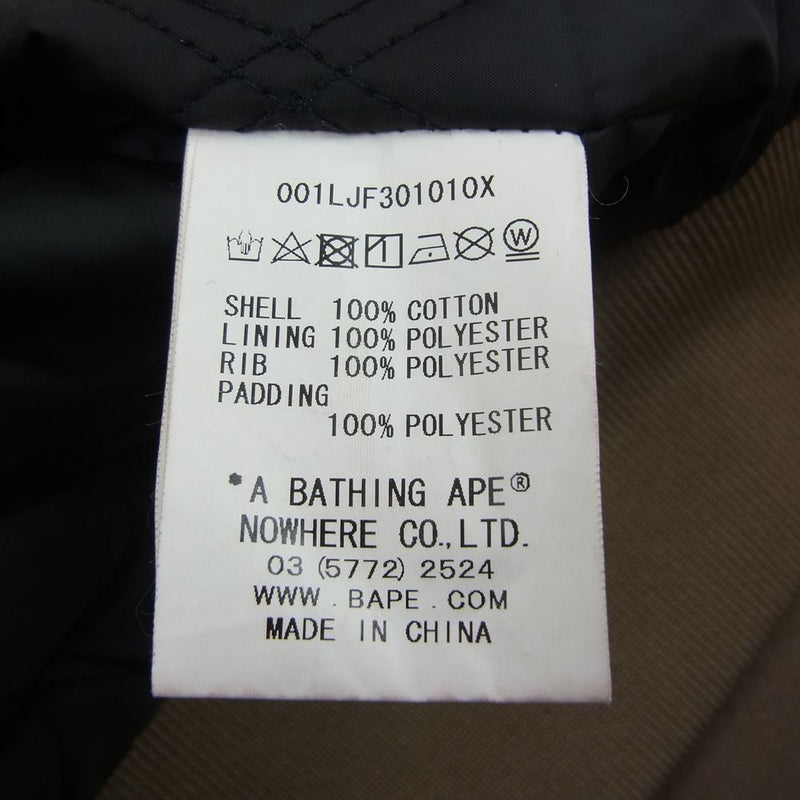 001LJF301010X
W
SHELL 100% COTTON
LINING 100% POLYESTER
RIB 100% POLYESTER
PADDING
100% POLYESTER
*A BATHING APE®
NOWHERE CO.,LTD.
03 (5772) 2524
WWW . BAPE . COM
MADE IN CHINA